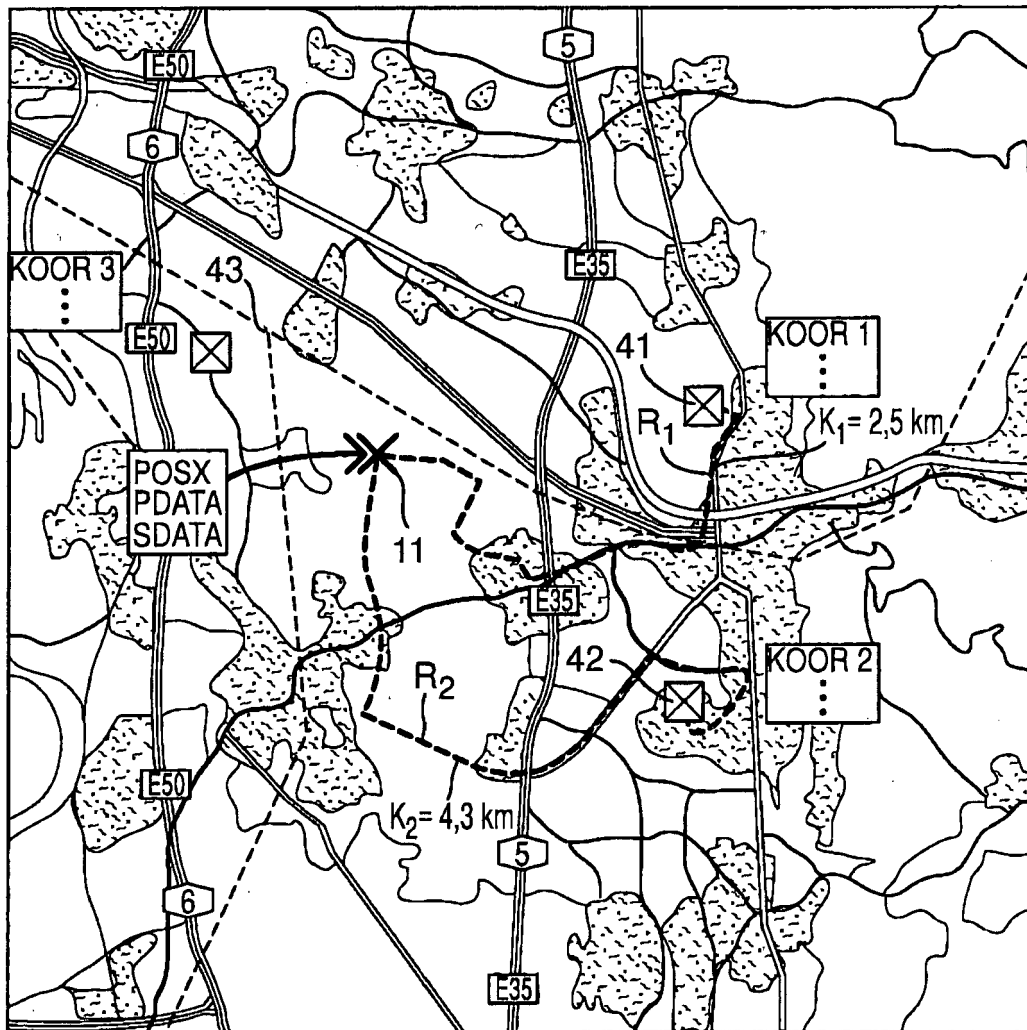 E50
5
6
KOOR 3
43
E35
E50
41
KOOR 1
R1
K1= 2,5 km
POSX
PDATA
SDATA
11
E35
42
KOOR 2
R2
E50
K2= 4,3 km
5
6
E35